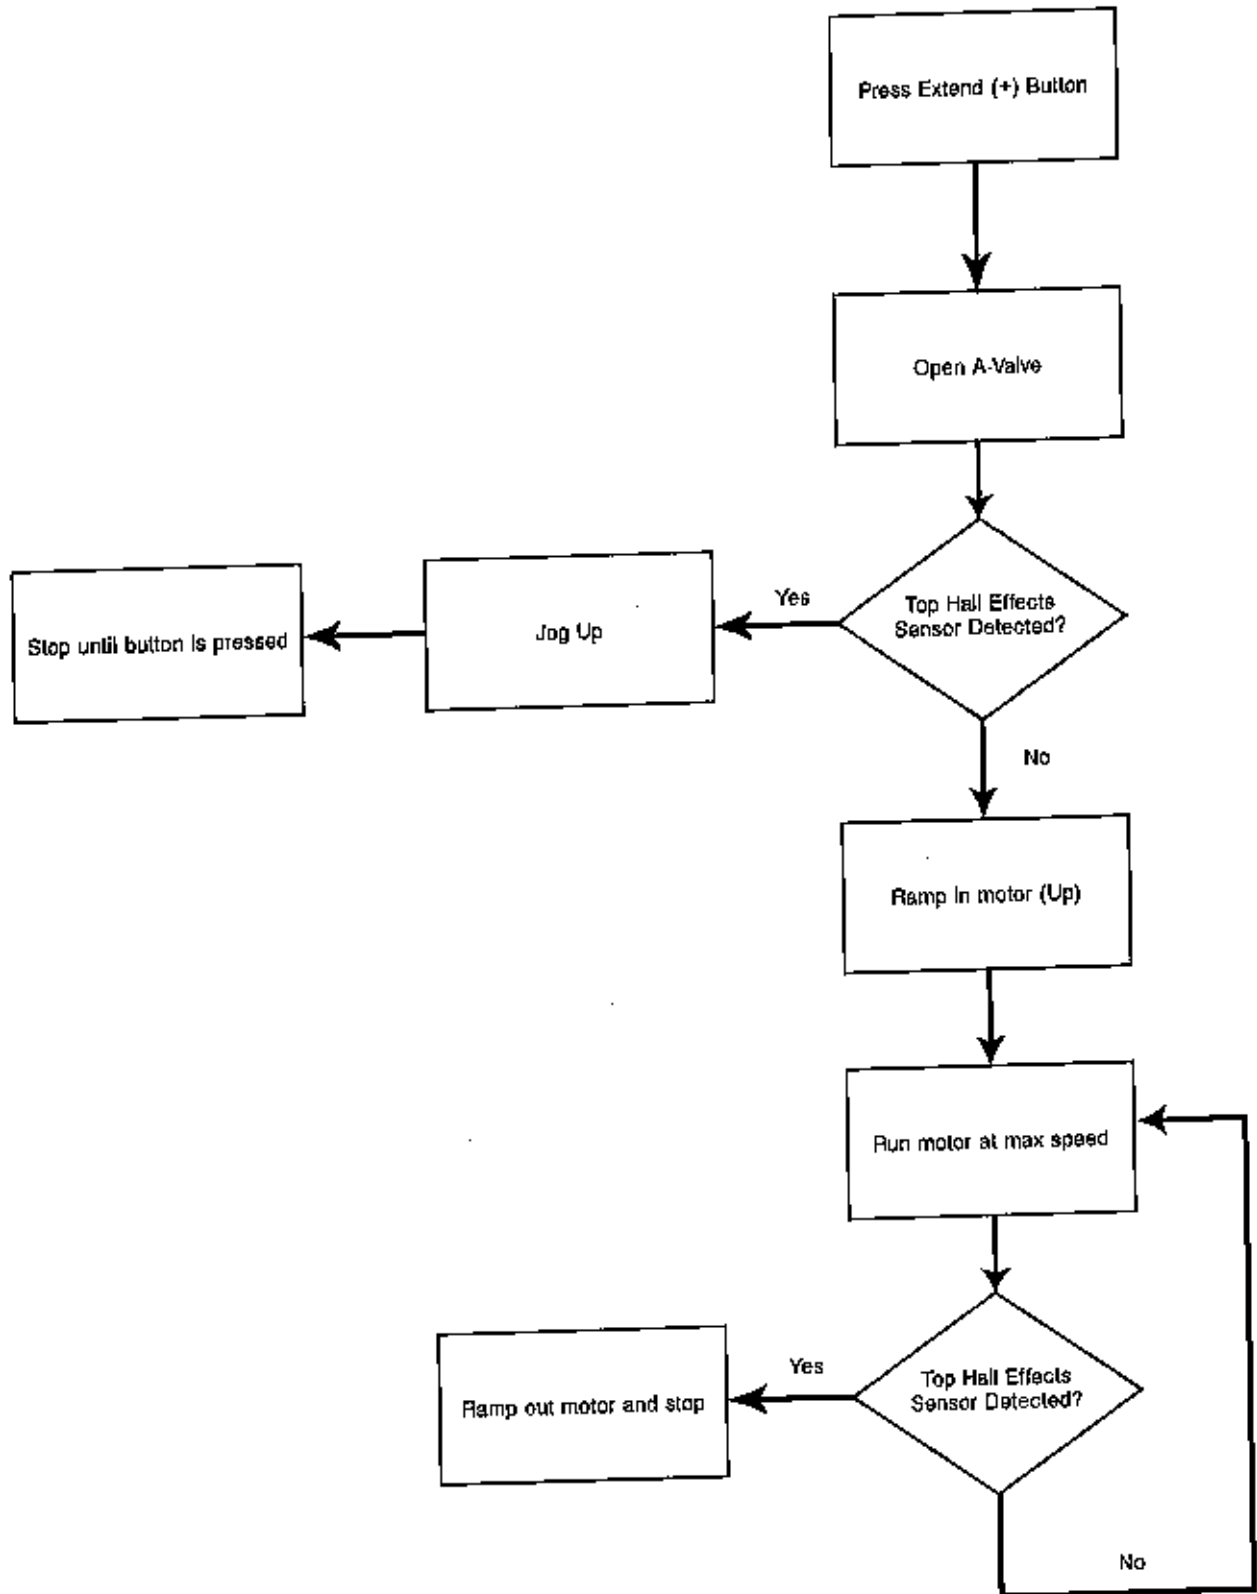 Press Extend (+) Button
Open A-Valve
Top Hall Effects
Sensor Detected?
Yes
Jog Up
Stop until button is pressed
No
Ramp in motor (Up)
Run motor at max speed
Top Hall Effects
Sensor Detected?
Yes
Ramp out motor and stop
No